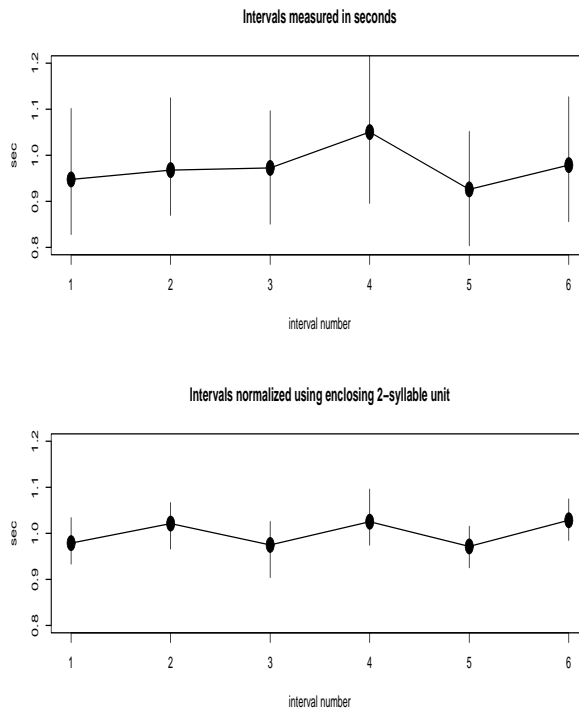 Intervals measured in seconds
1.2
1.1
1.0
0.9
0.8
sec
1 2 3 4 5 6
interval number
Intervals normalized using enclosing 2−syllable unit
1.2
1.1
1.0
0.9
0.8
sec
1 2 3 4 5 6
interval number